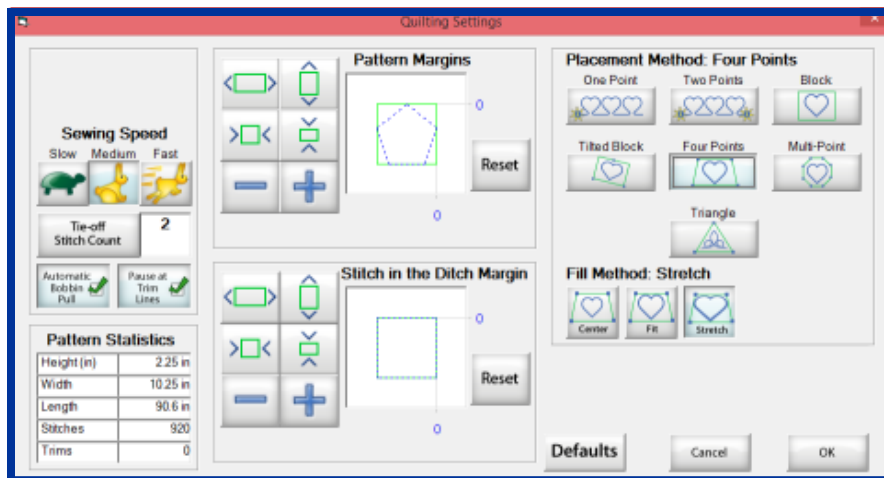 Quilting Settings
Sewing Speed
Slow Medium Fast
Tie-off
Stitch Count
2
Automatic
Bobbin
Pull
Pause at
Trim
Lines
Pattern Statistics
Height (in) 2.25 in
Width 10.25 in
Length 90.6 in
Stitches 920
Trims 0
Pattern Margins
0
Reset
0
Stitch in the Ditch Margin
0
Reset
0
Placement Method: Four Points
One Point Two Points Block
Tilted Block Four Points Multi-Point
Triangle
Fill Method: Stretch
Center Fit Stretch
Defaults Cancel OK